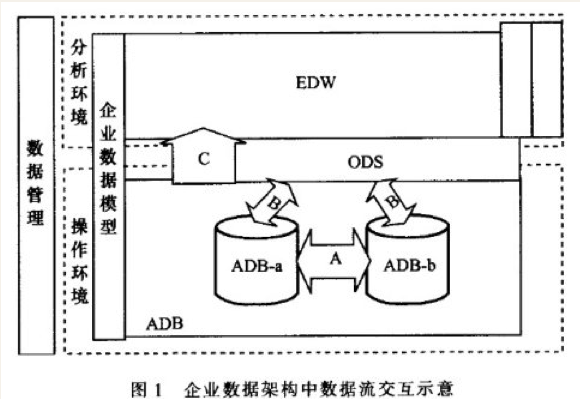 数据管理
分析环境
操作环境
企业数据模型
EDW
C
ODS
B
B
ADB-a
A
ADB-b
ADB
图 1 企业数据架构中数据流交互示意